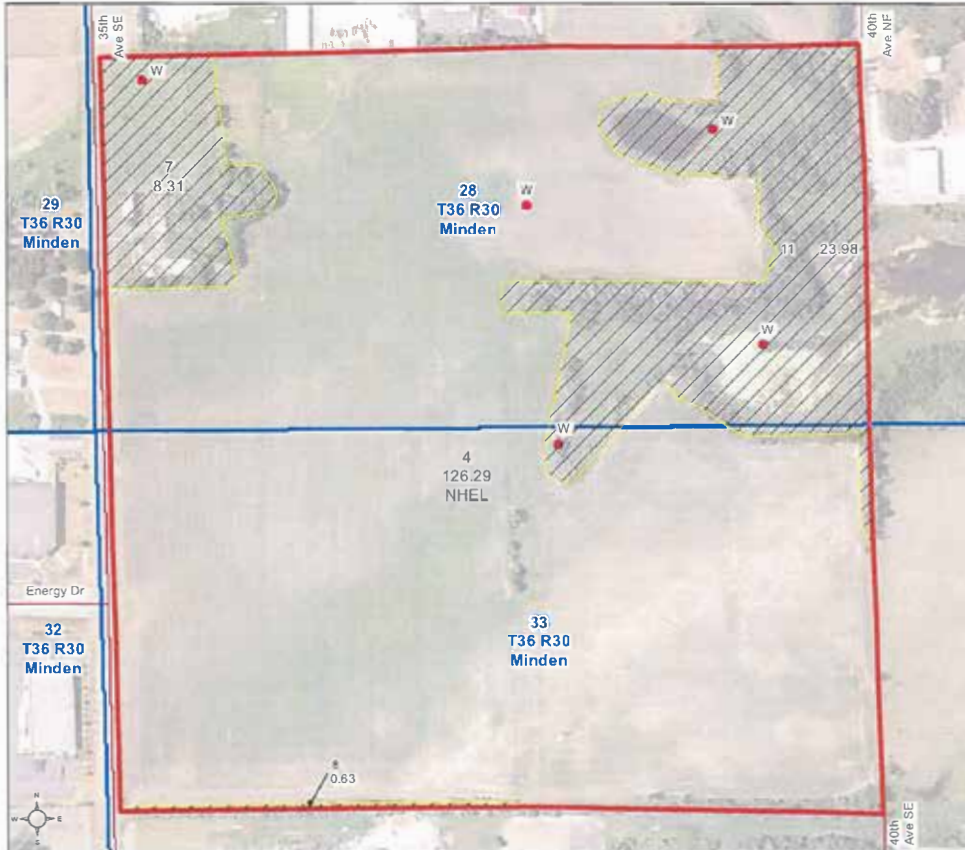 35th
Ave SE
40th
Ave NE
W
W
7
8.31
29
T36 R30
Minden
28
T36 R30
Minden
W
11 23.98
W
W
4
126.29
NHEL
Energy Dr
32
T36 R30
Minden
33
T36 R30
Minden
0.63
N
W E
S
40th
Ave SE